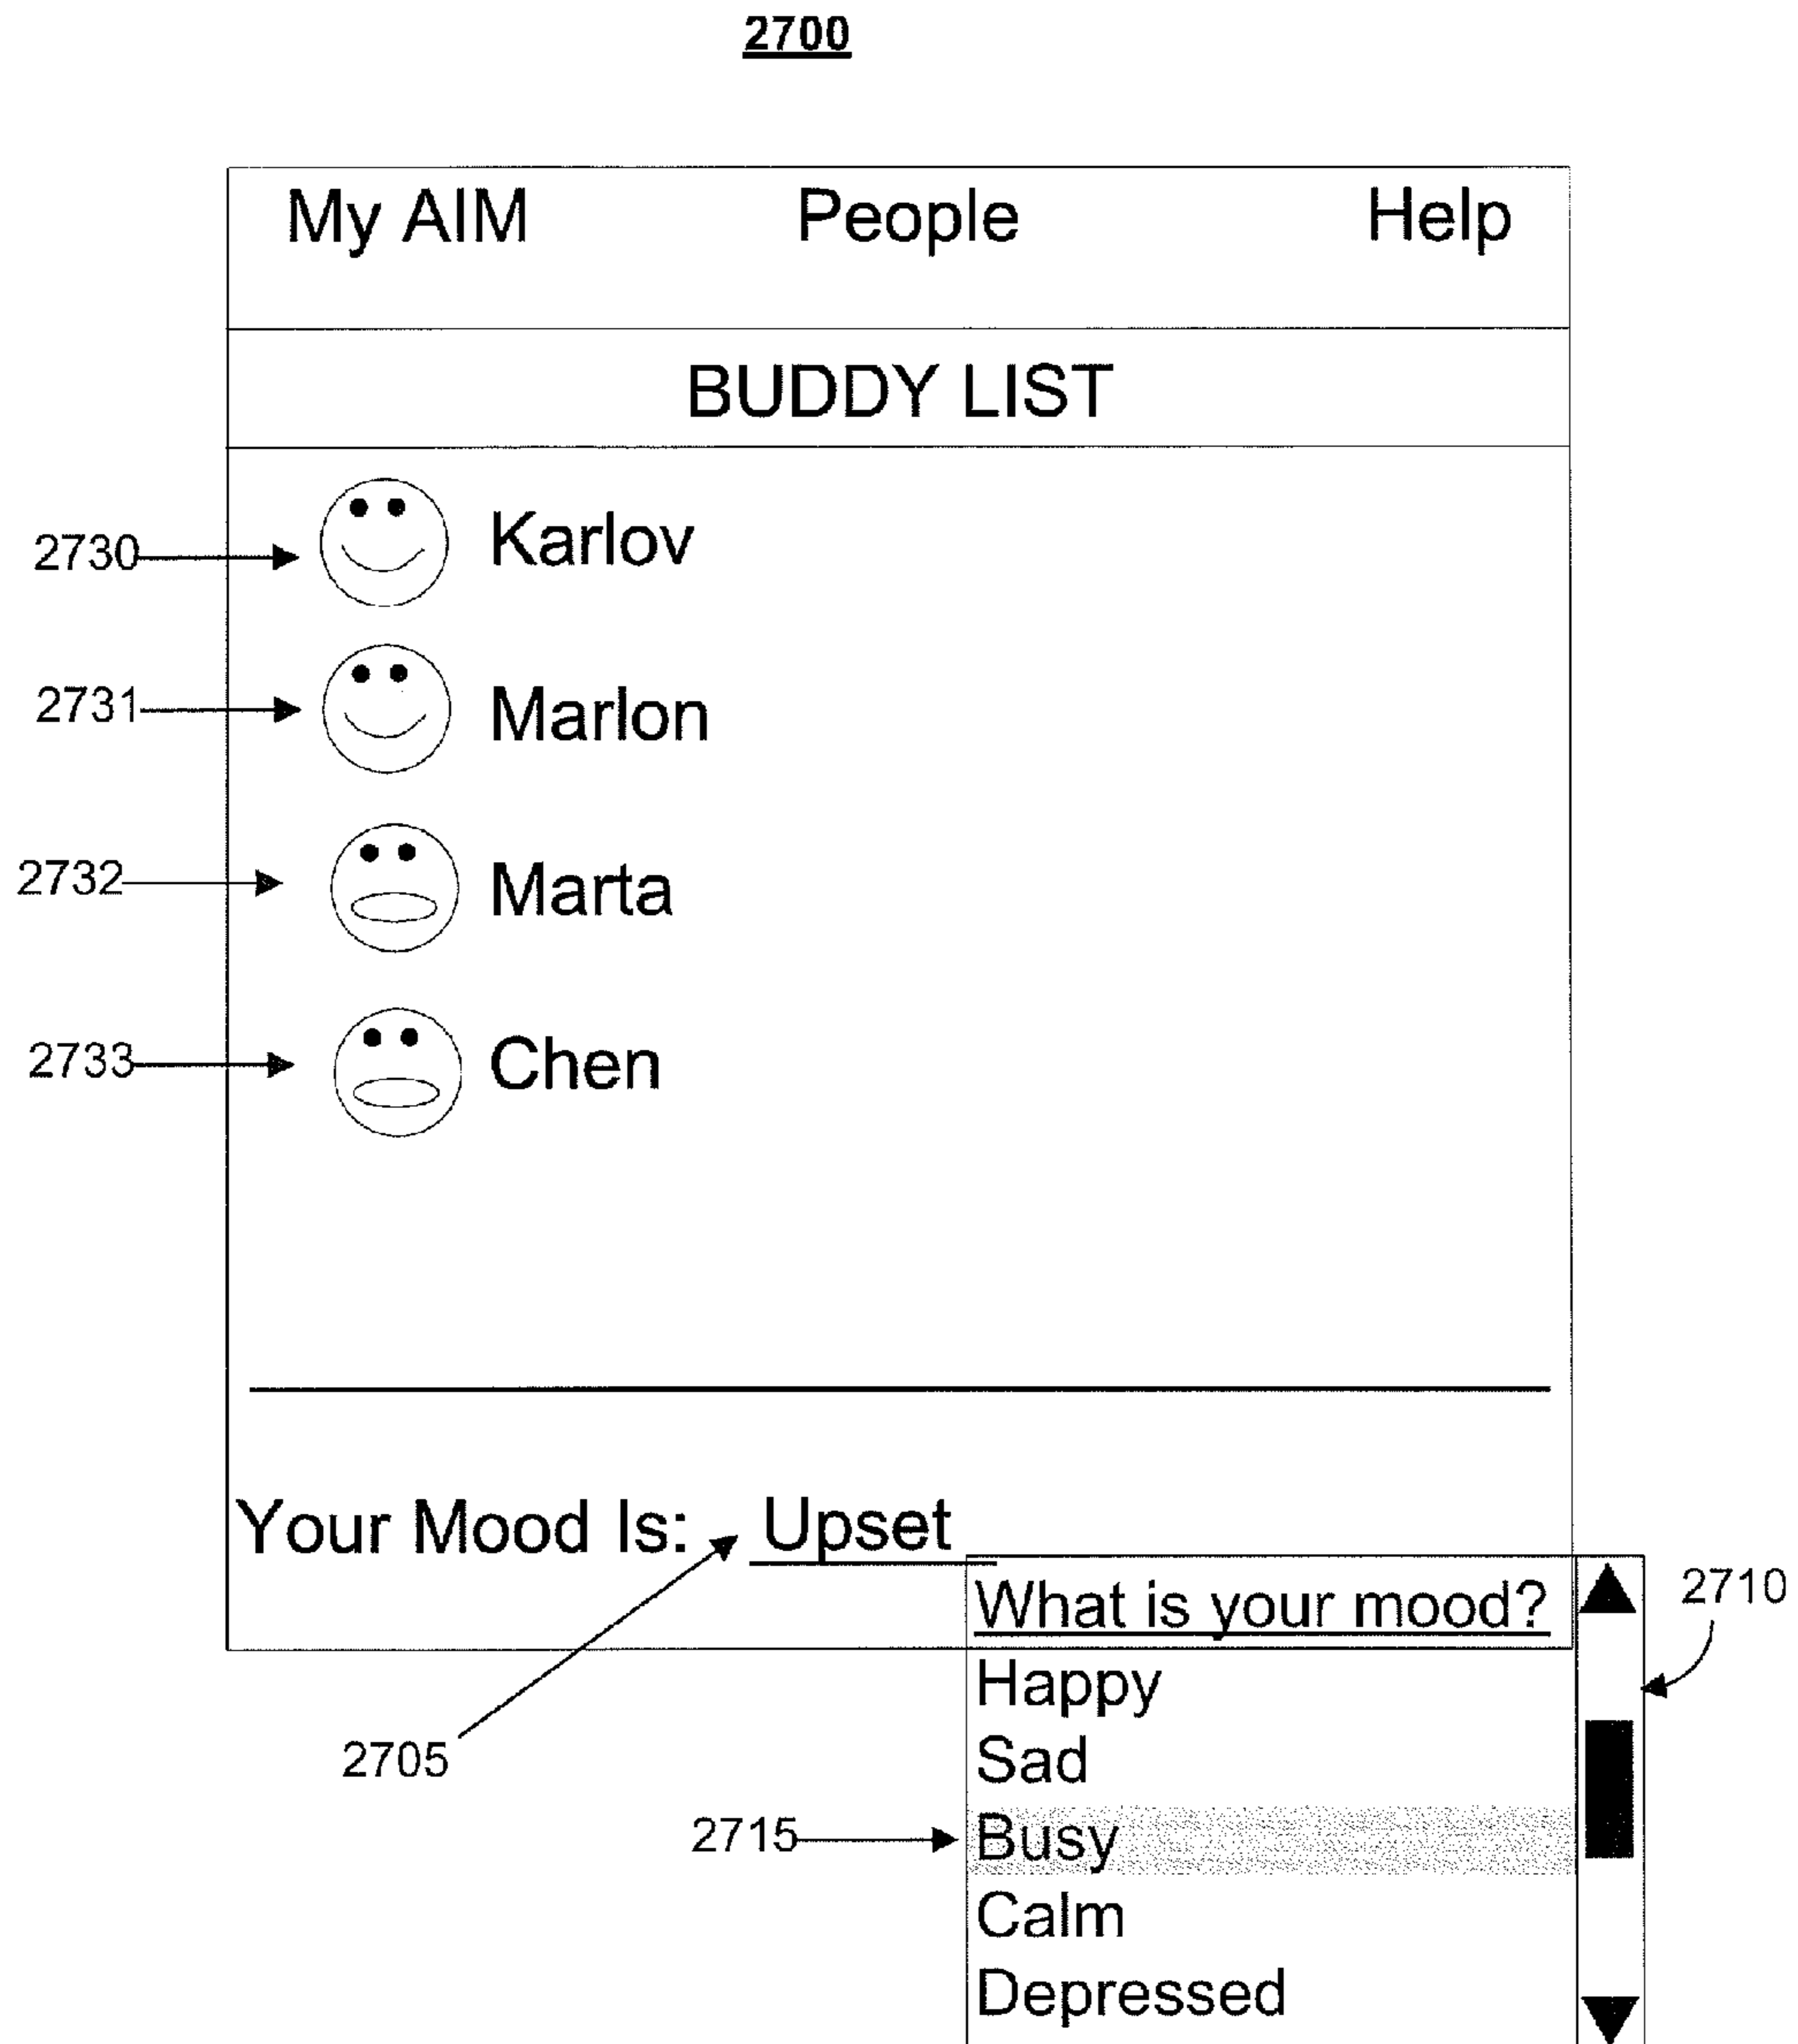 2700
My AIM People Help
BUDDY LIST
2730 Karlov
2731 Marlon
2732 Marta
2733 Chen
Your Mood Is: Upset
What is your mood? 2710
Happy
2705 Sad
2715 Busy
Calm
Depressed